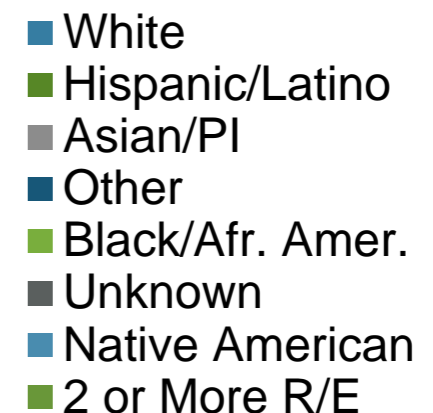 White
Hispanic/Latino
Asian/PI
Other
Black/Afr. Amer.
Unknown
Native American
2 or More R/E